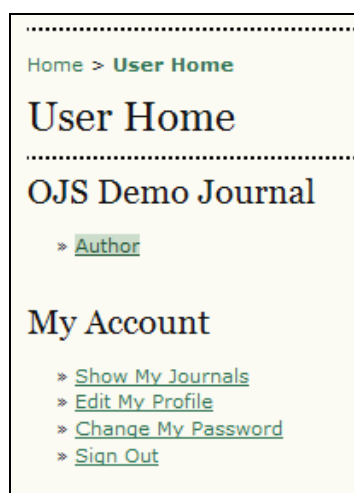 Home > User Home
User Home
OJS Demo Journal
» Author
My Account
» Show My Journals
» Edit My Profile
» Change My Password
» Sign Out